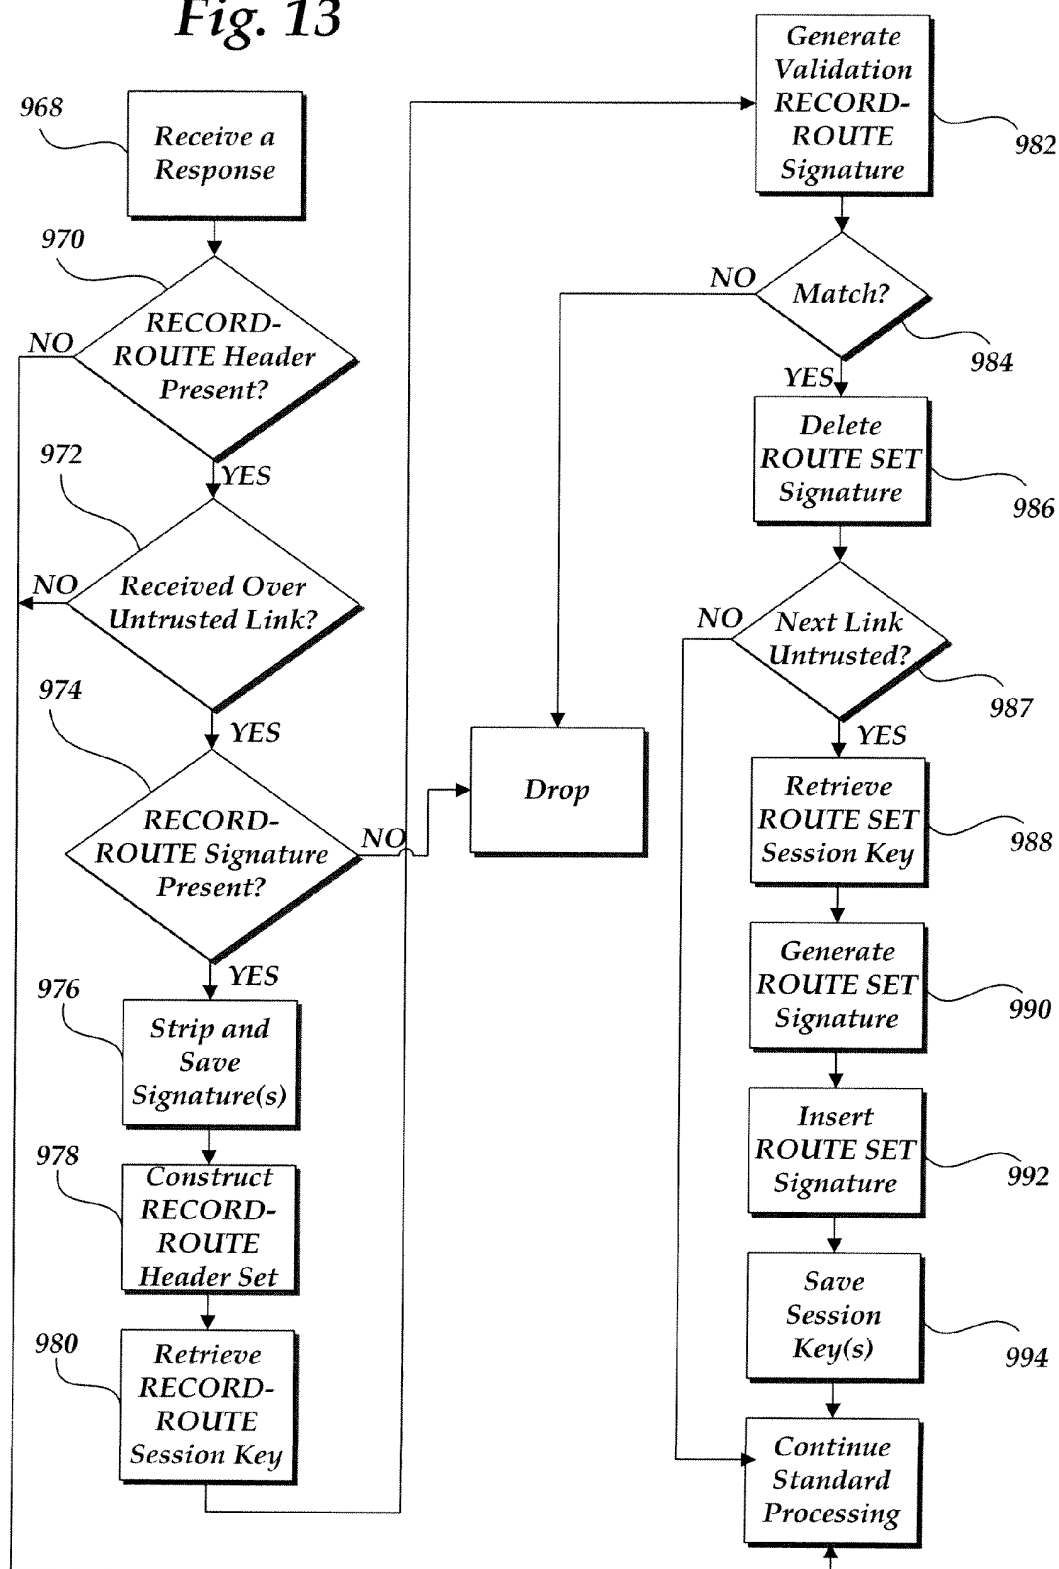 Fig. 13
968
Receive a
Response
970
RECORD-
ROUTE Header
Present?
NO
YES
972
Received Over
Untrusted Link?
NO
YES
974
RECORD-
ROUTE Signature
Present?
NO
YES
976
Strip and
Save
Signature(s)
978
Construct
RECORD-
ROUTE
Header Set
980
Retrieve
RECORD-
ROUTE
Session Key
Generate
Validation
RECORD-
ROUTE
Signature
982
Match?
NO
984
YES
Drop
Delete
ROUTE SET
Signature
986
Next Link
Untrusted?
NO
987
YES
Retrieve
ROUTE SET
Session Key
988
Generate
ROUTE SET
Signature
990
Insert
ROUTE SET
Signature
992
Save
Session
Key(s)
994
Continue
Standard
Processing